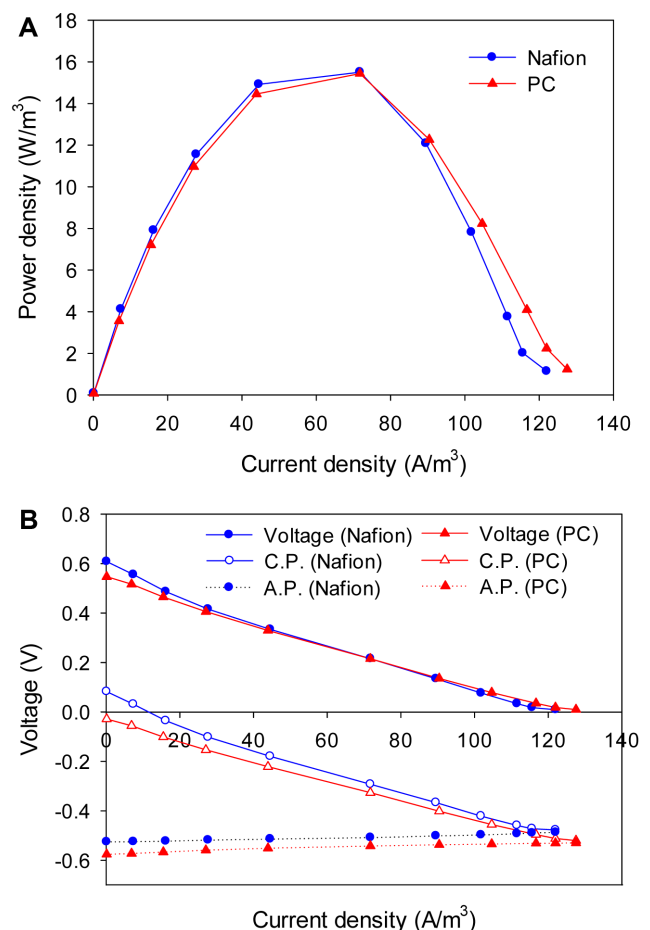 A
18
16
14
12
10
8
6
4
2
0
Power density (W/m³)
Nafion
PC
0 20 40 60 80 100 120 140
Current density (A/m³)
B
0.8
0.6
0.4
0.2
0.0
-0.2
-0.4
-0.6
Voltage (V)
Voltage (Nafion) Voltage (PC)
C.P. (Nafion) C.P. (PC)
A.P. (Nafion) A.P. (PC)
0 20 40 60 80 100 120 140
Current density (A/m³)